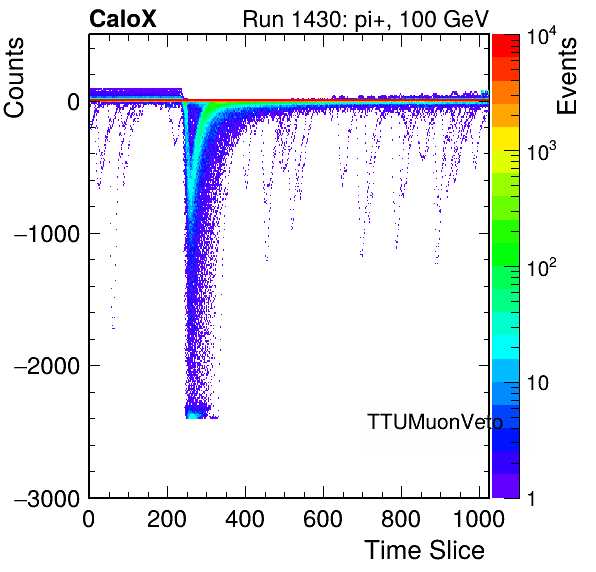 CaloX Run 1430: pi+, 100 GeV
Counts
Events
0
−1000
−2000
−3000
0 200 400 600 800 1000
Time Slice
TTUMuonVeto
10^4
10^3
10^2
10
1